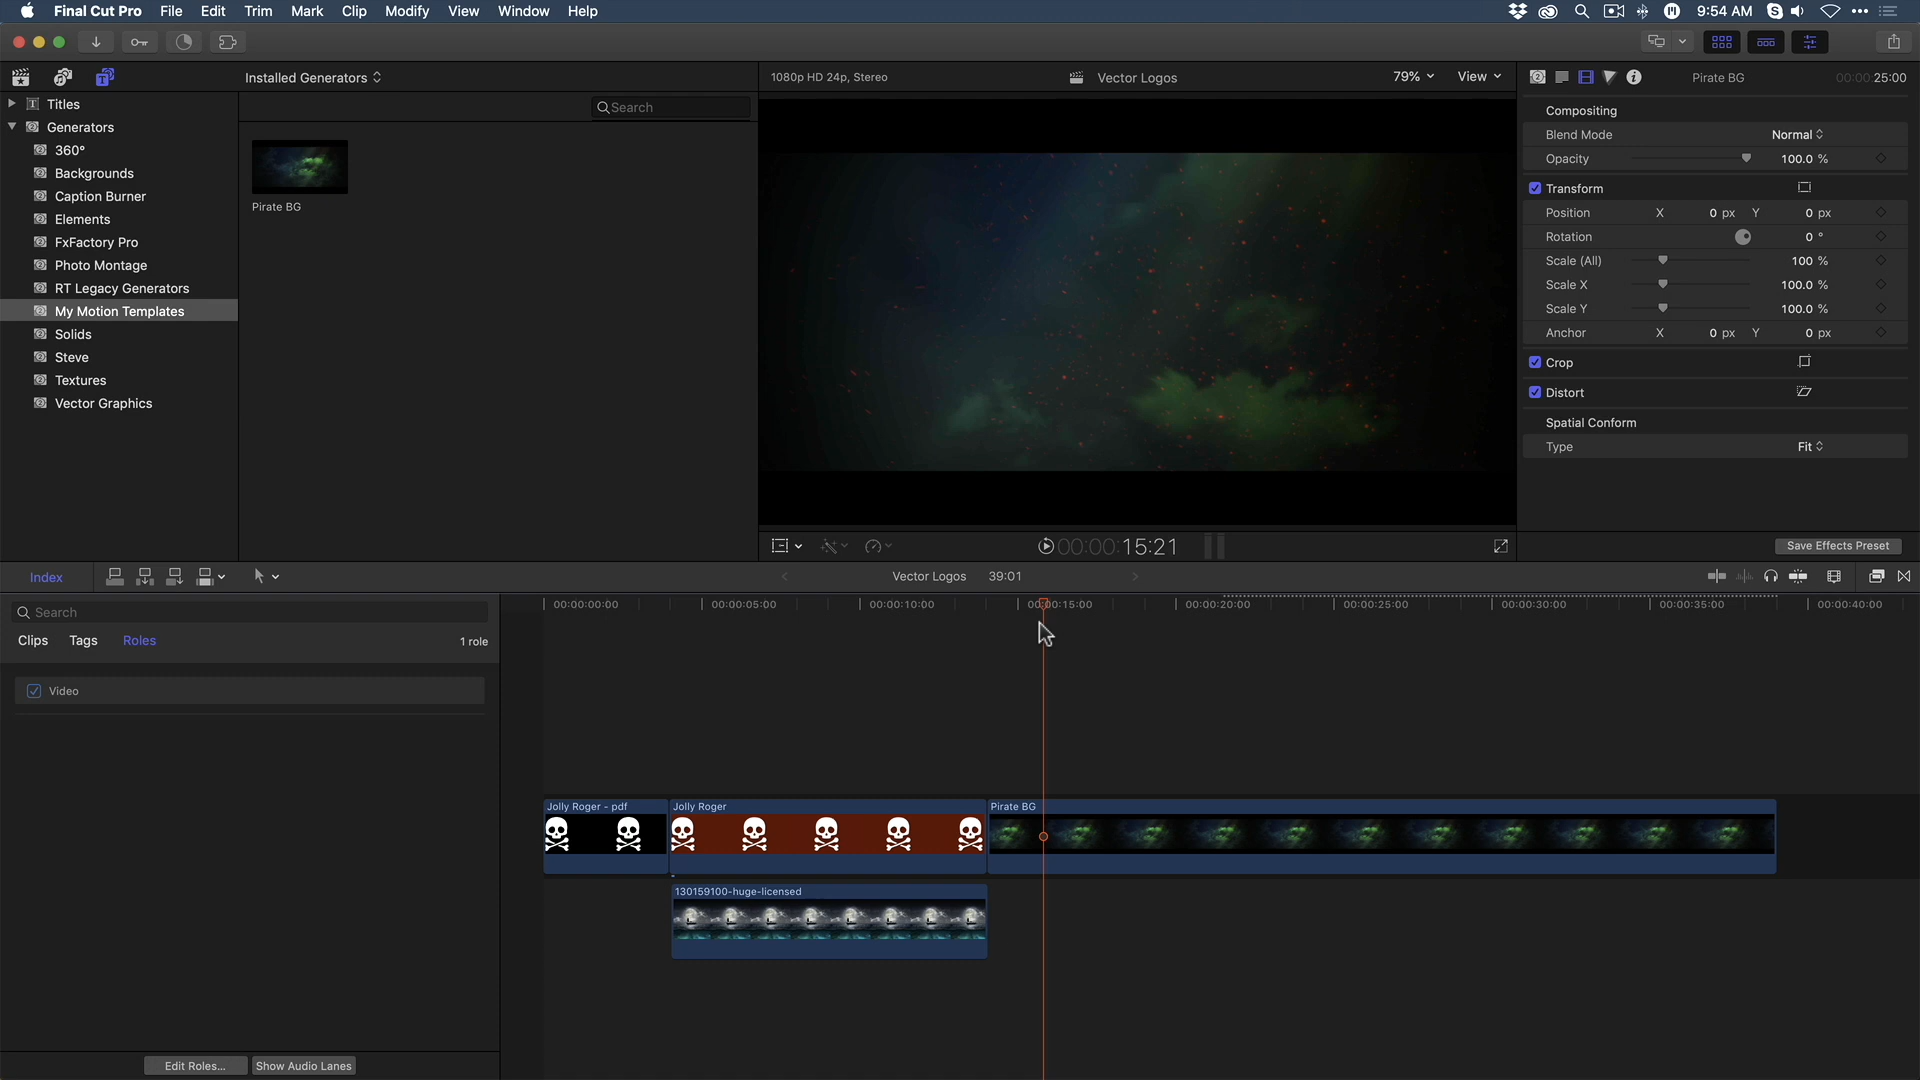 Final Cut Pro File Edit Trim Mark Clip Modify View Window Help 9:54 AM
Installed Generators 1080p HD 24p, Stereo Vector Logos 79% View Pirate BG 00:00:25:00
Titles
Search
Generators
360°
Backgrounds
Caption Burner
Elements
FxFactory Pro
Photo Montage
RT Legacy Generators
My Motion Templates
Solids
Steve
Textures
Vector Graphics
Pirate BG
Compositing
Blend Mode Normal
Opacity 100.0 %
Transform
Position X 0 px Y 0 px
Rotation 0 °
Scale (All) 100 %
Scale X 100.0 %
Scale Y 100.0 %
Anchor X 0 px Y 0 px
Crop
Distort
Spatial Conform
Type Fit
00:00:15:21
Save Effects Preset
Index Vector Logos 39:01
Search
Clips Tags Roles 1 role
Video
00:00:00:00 00:00:05:00 00:00:10:00 00:00:15:00 00:00:20:00 00:00:25:00 00:00:30:00 00:00:35:00 00:00:40:00
Jolly Roger - pdf Jolly Roger Pirate BG
130159100-huge-licensed
Edit Roles... Show Audio Lanes